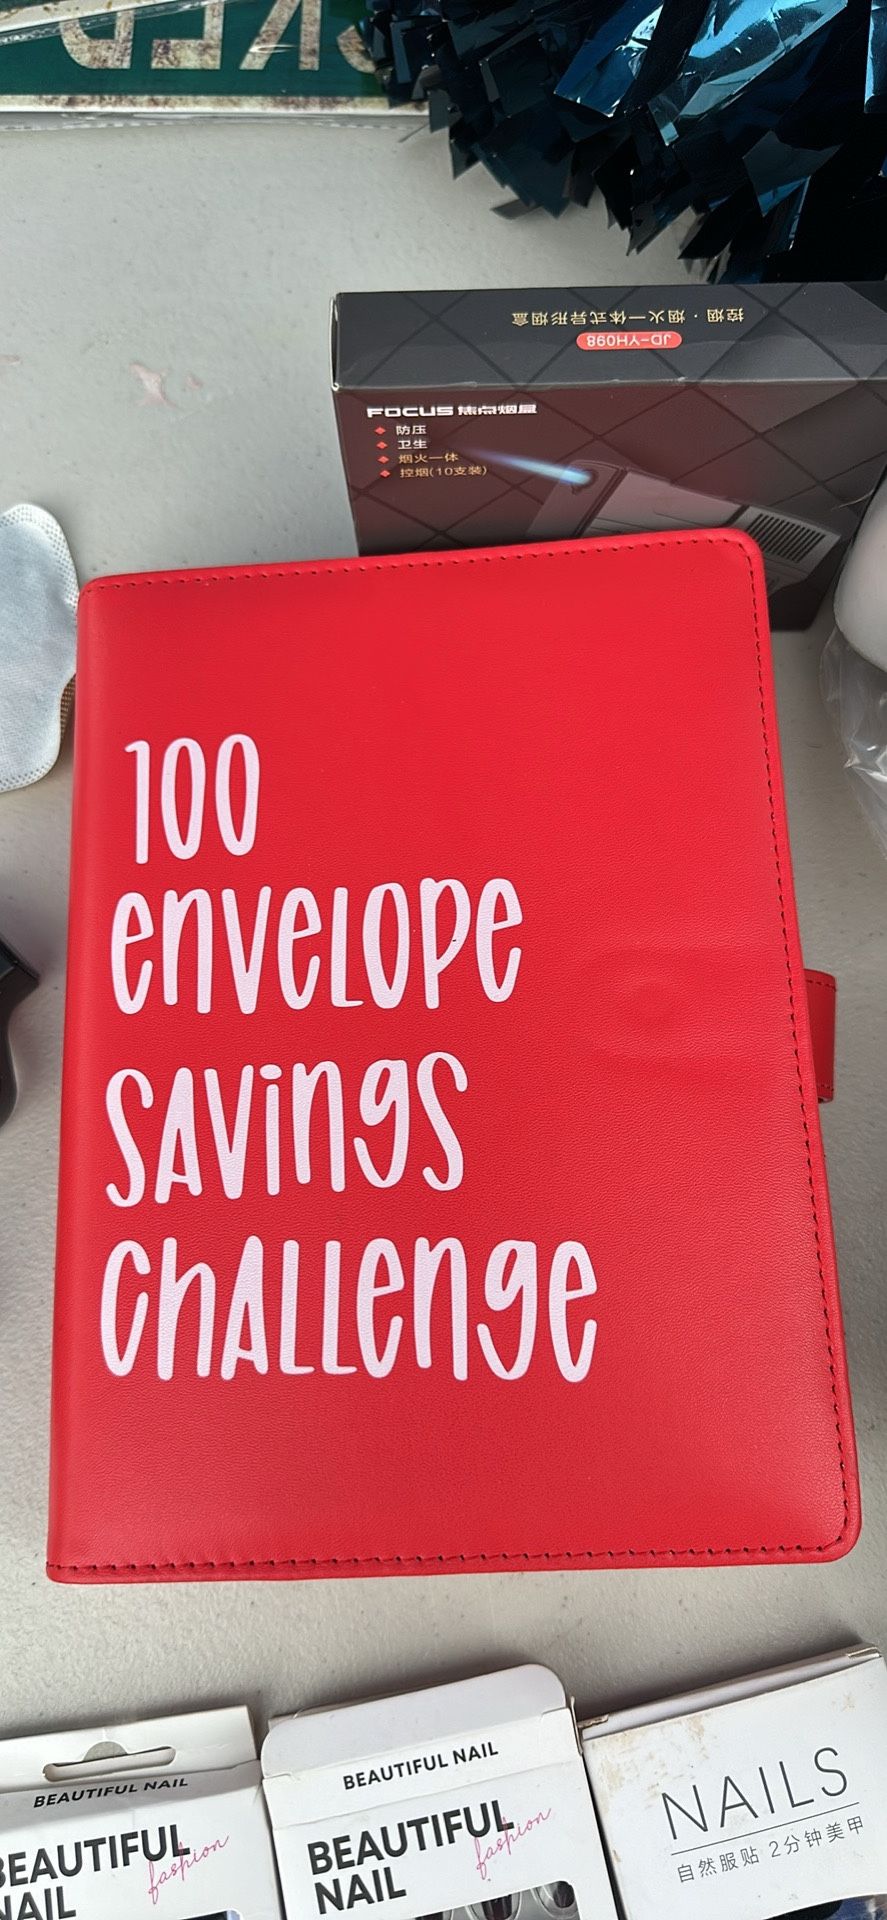 控烟·烟火一体式异形烟盒
JD-YH098
FOCUS 焦点烟盒
防压
卫生
烟火一体
控烟(10支装)
100
envelope
savings
challenge
BEAUTIFUL NAIL
BEAUTIFUL
fashion
NAIL
BEAUTIFUL NAIL
BEAUTIFUL
fashion
NAIL
NAILS
自然服贴 2分钟美甲